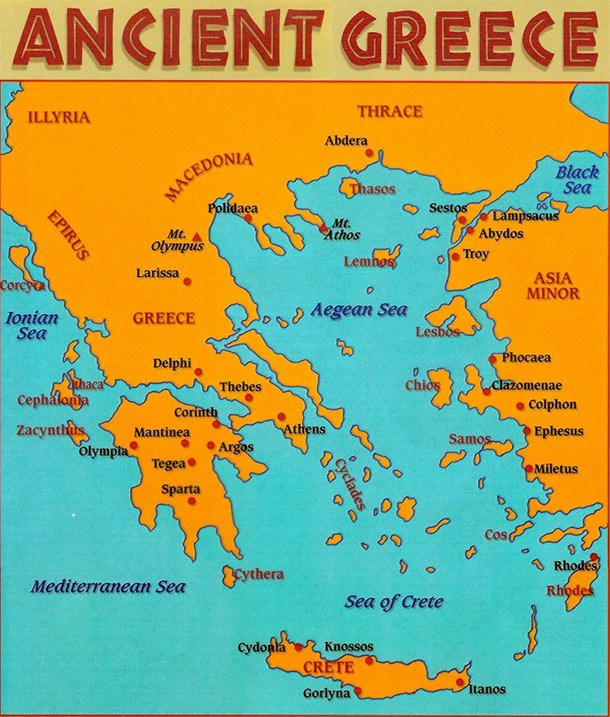 ANCIENT GREECE
ILLYRIA
THRACE
Abdera
MACEDONIA
Black
Sea
Thasos
Polidaea
Sestos
Lampsacus
EPIRUS
Mt.
Olympus
Mt.
Athos
Abydos
Troy
Lemnos
Larissa
ASIA
MINOR
Corcyra
Aegean Sea
Ionian
Sea
GREECE
Lesbos
Phocaea
Delphi
Ithaca
Thebes
Chios
Clazomenae
Cephalonia
Colphon
Corinth
Zacynthus
Mantinea
Athens
Ephesus
Olympia
Argos
Samos
Tegea
Cyclades
Miletus
Sparta
Cos
Rhodes
Cythera
Mediterranean Sea
Rhodes
Sea of Crete
Cydonia
Knossos
CRETE
Gorlyna
Itanos